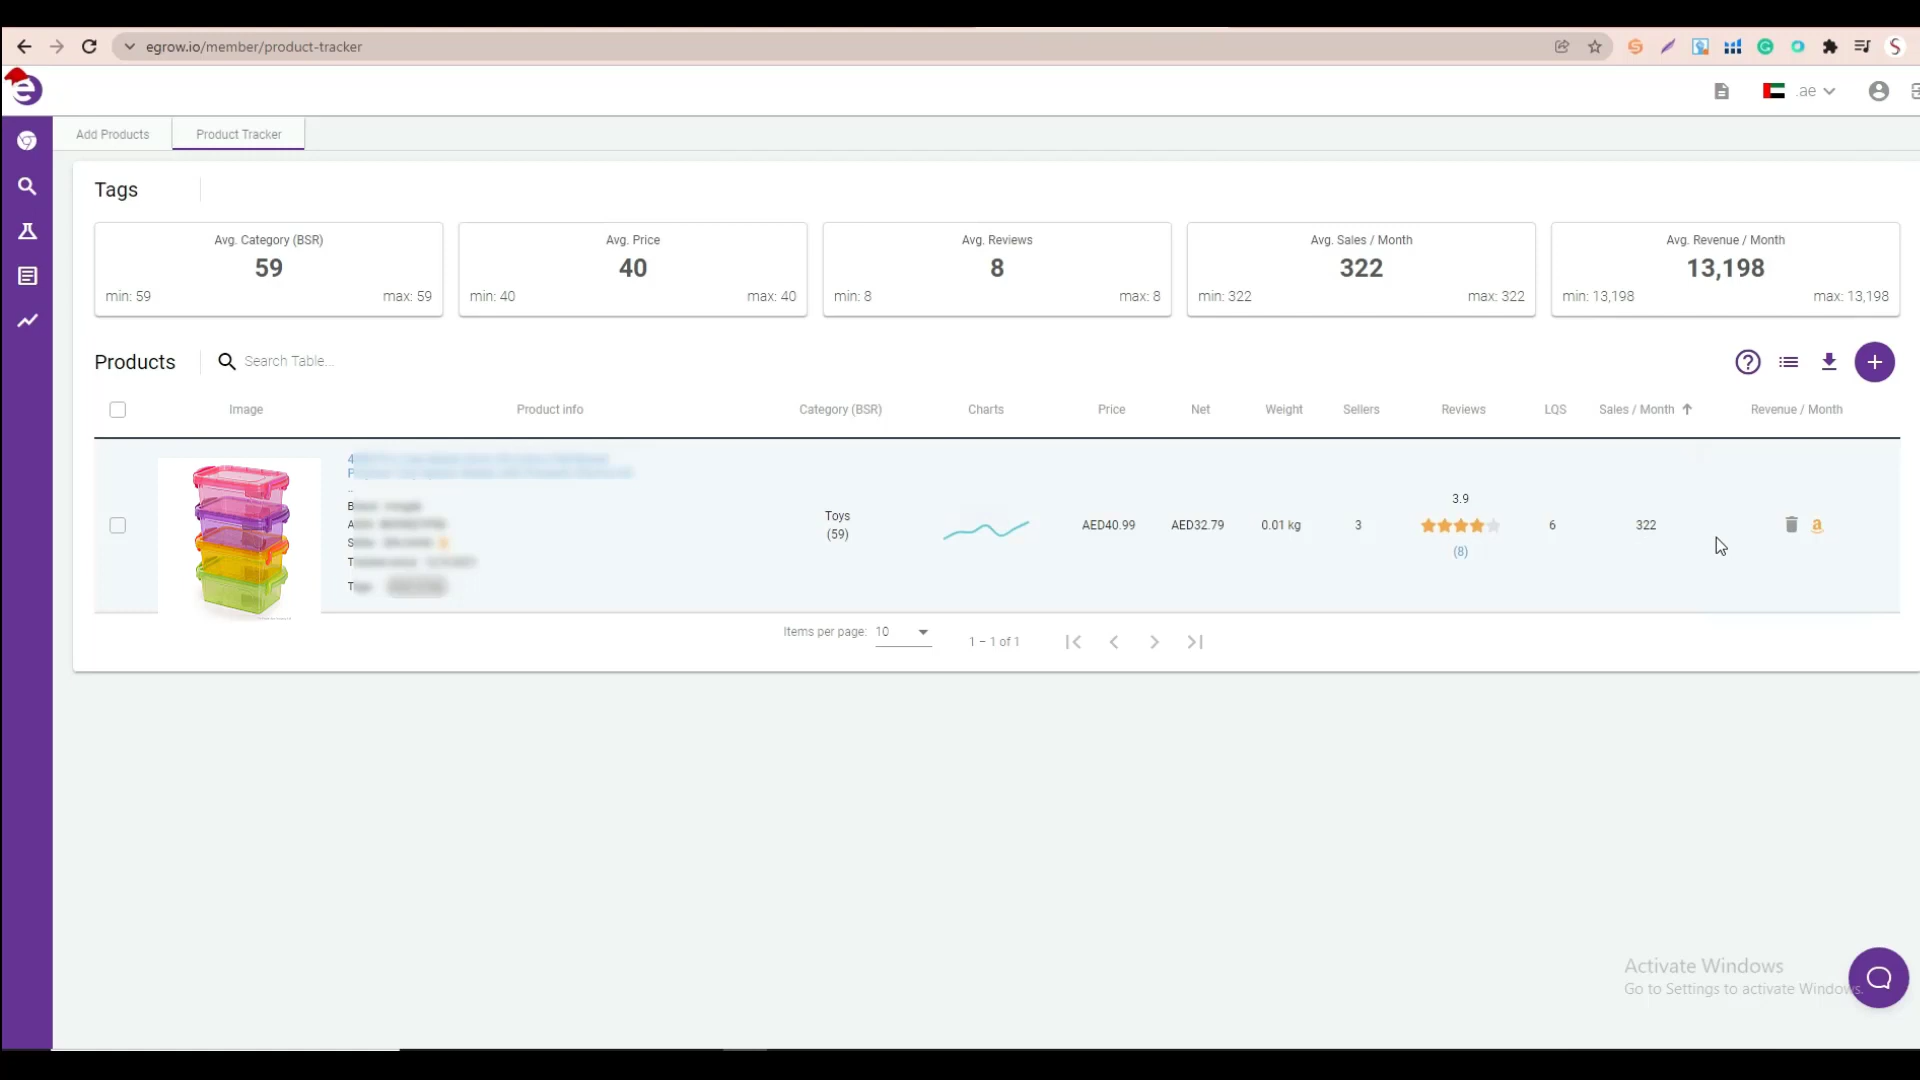 egrow.io/member/product-tracker
.ae
Add Products
Product Tracker
Tags
Avg. Category (BSR)
59
min: 59
max: 59
Avg. Price
40
min: 40
max: 40
Avg. Reviews
8
min: 8
max: 8
Avg. Sales / Month
322
min: 322
max: 322
Avg. Revenue / Month
13,198
min: 13,198
max: 13,198
Products
Search Table...
Image
Product info
Category (BSR)
Charts
Price
Net
Weight
Sellers
Reviews
LQS
Sales / Month
Revenue / Month
Toys
(59)
AED40.99
AED32.79
0.01 kg
3
3.9
(8)
6
322
Items per page: 10
1 – 1 of 1
Activate Windows
Go to Settings to activate Windows.